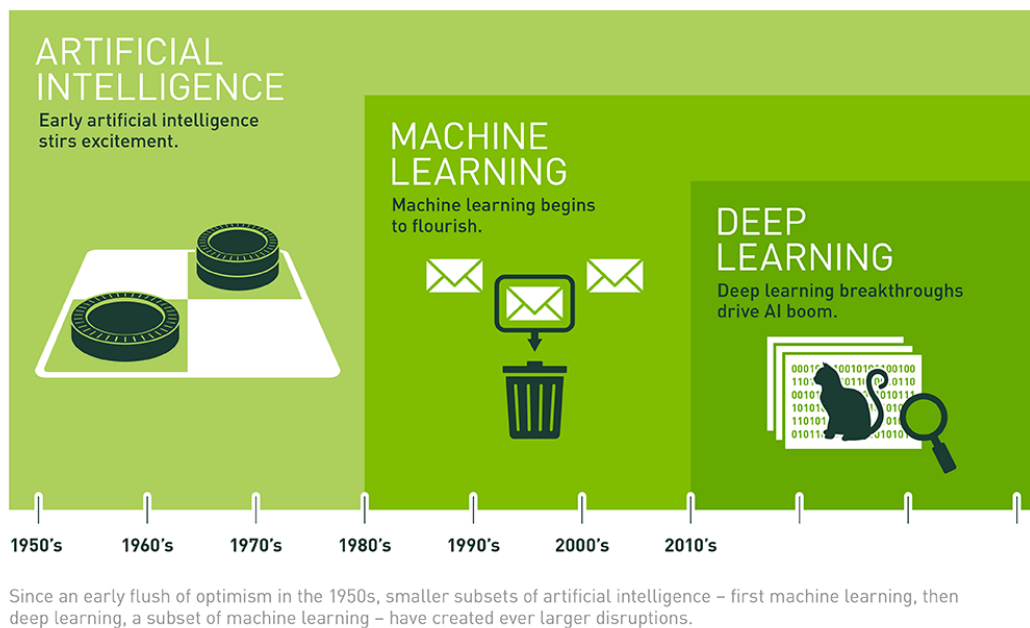 ARTIFICIAL
INTELLIGENCE
Early artificial intelligence
stirs excitement.
MACHINE
LEARNING
Machine learning begins
to flourish.
DEEP
LEARNING
Deep learning breakthroughs
drive AI boom.
1950's
1960's
1970's
1980's
1990's
2000's
2010's
Since an early flush of optimism in the 1950s, smaller subsets of artificial intelligence – first machine learning, then
deep learning, a subset of machine learning – have created ever larger disruptions.